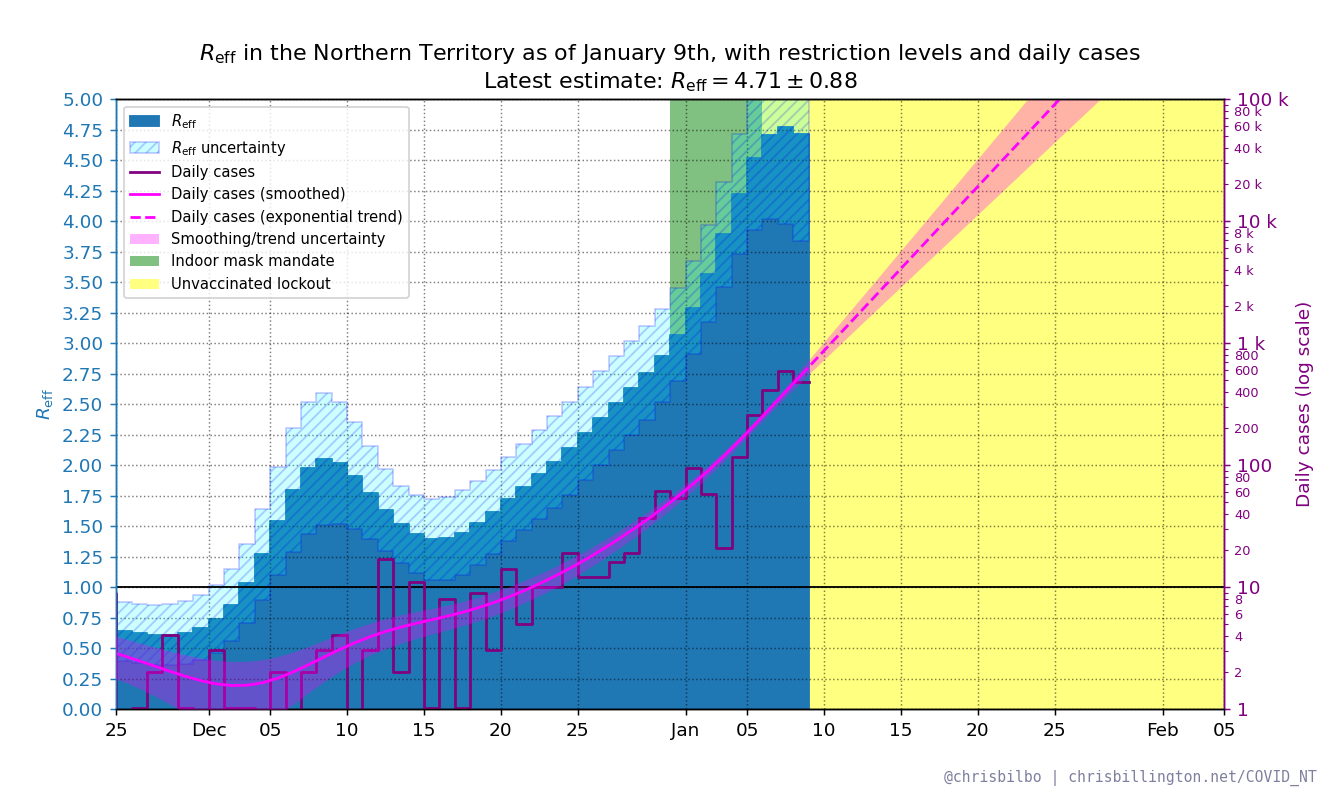 R_eff in the Northern Territory as of January 9th, with restriction levels and daily cases
Latest estimate: R_eff = 4.71 ± 0.88
R_eff
R_eff uncertainty
Daily cases
Daily cases (smoothed)
Daily cases (exponential trend)
Smoothing/trend uncertainty
Indoor mask mandate
Unvaccinated lockout
R_eff
5.00
4.75
4.50
4.25
4.00
3.75
3.50
3.25
3.00
2.75
2.50
2.25
2.00
1.75
1.50
1.25
1.00
0.75
0.50
0.25
0.00
25 Dec 05 10 15 20 25 Jan 05 10 15 20 25 Feb 05
100 k
80 k
60 k
40 k
20 k
10 k
8 k
6 k
4 k
2 k
1 k
800
600
400
200
100
80
60
40
20
10
8
6
4
2
1
Daily cases (log scale)
@chrisbilbo | chrisbillington.net/COVID_NT